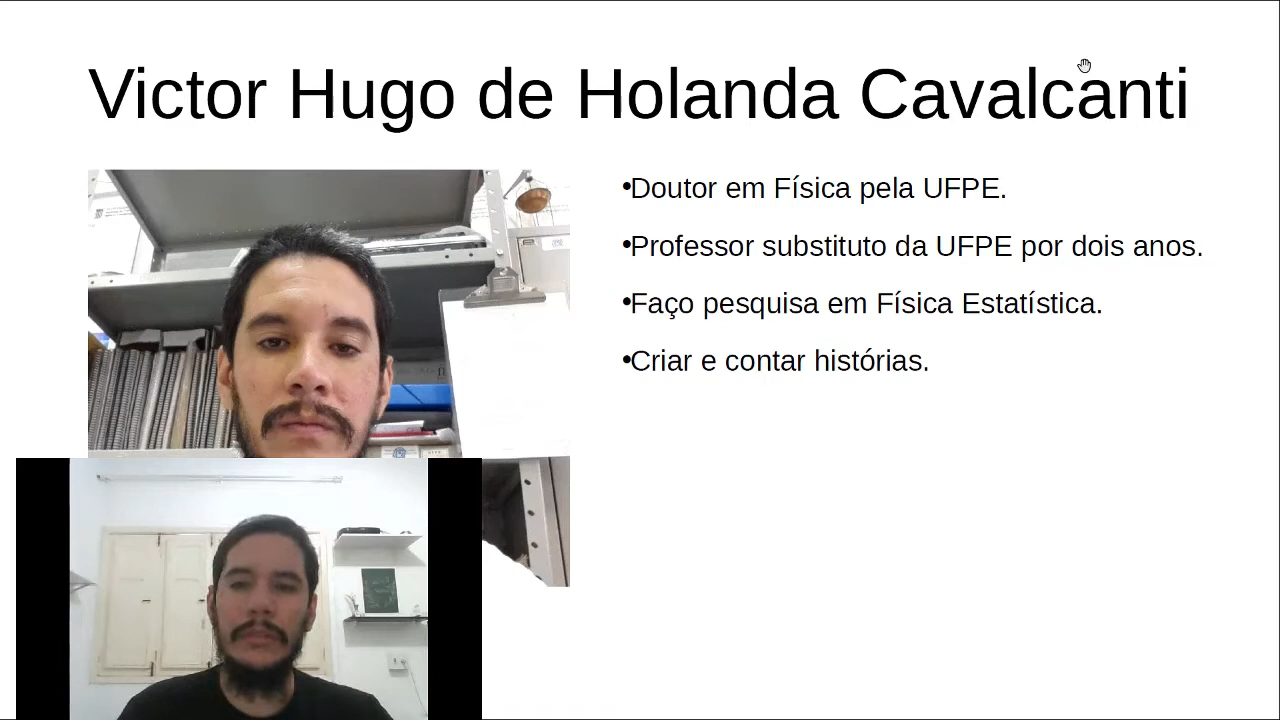 Victor Hugo de Holanda Cavalcanti
•Doutor em Física pela UFPE.
•Professor substituto da UFPE por dois anos.
•Faço pesquisa em Física Estatística.
•Criar e contar histórias.